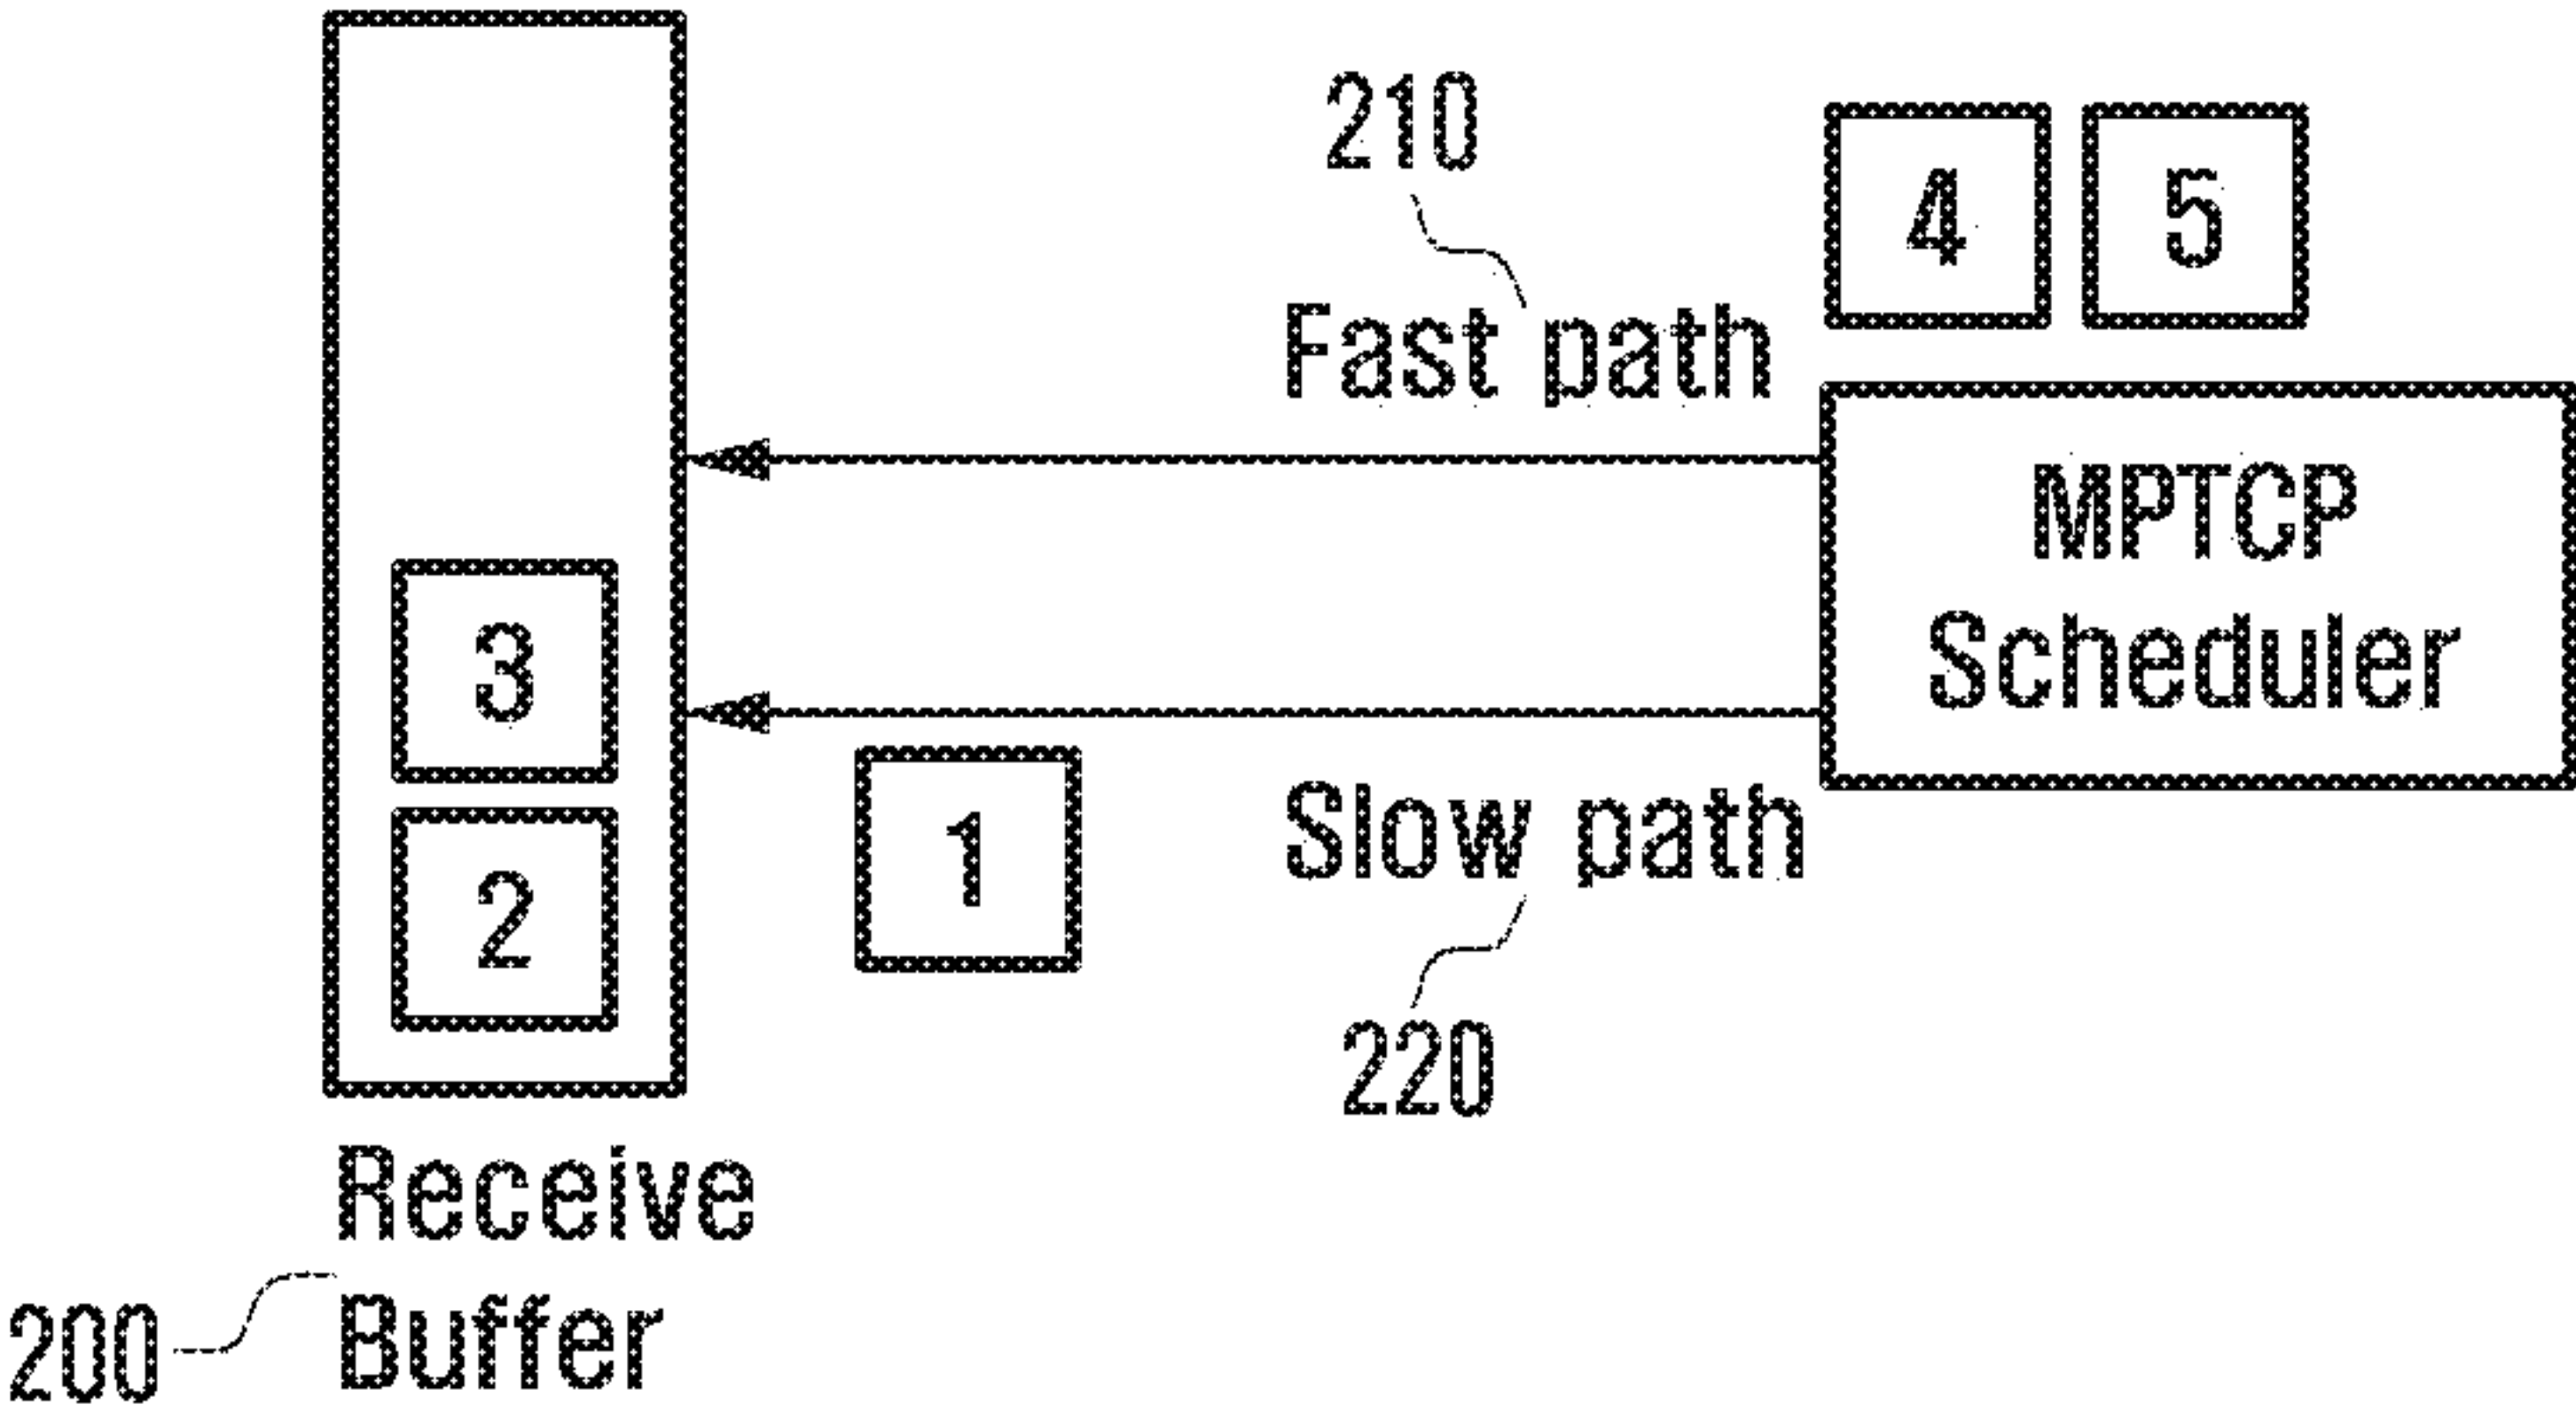 210
4
5
Fast path
MPTCP
Scheduler
3
1
Slow path
2
220
Receive
Buffer
200